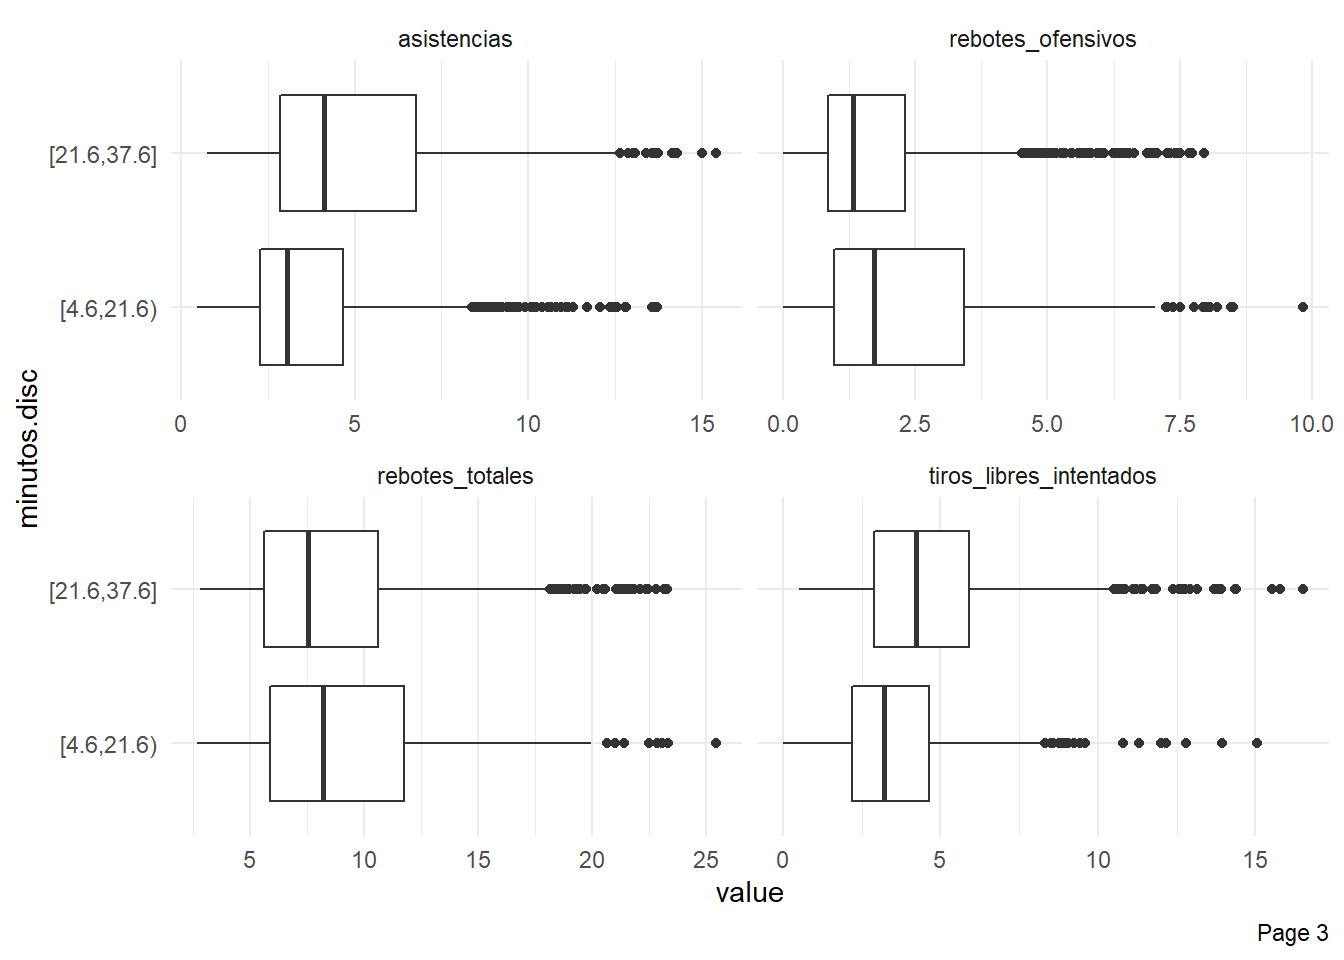 asistencias
rebotes_ofensivos
[21.6,37.6]
[4.6,21.6)
0 5 10 15
0.0 2.5 5.0 7.5 10.0
minutos.disc
rebotes_totales
tiros_libres_intentados
[21.6,37.6]
[4.6,21.6)
5 10 15 20 25
0 5 10 15
value
Page 3